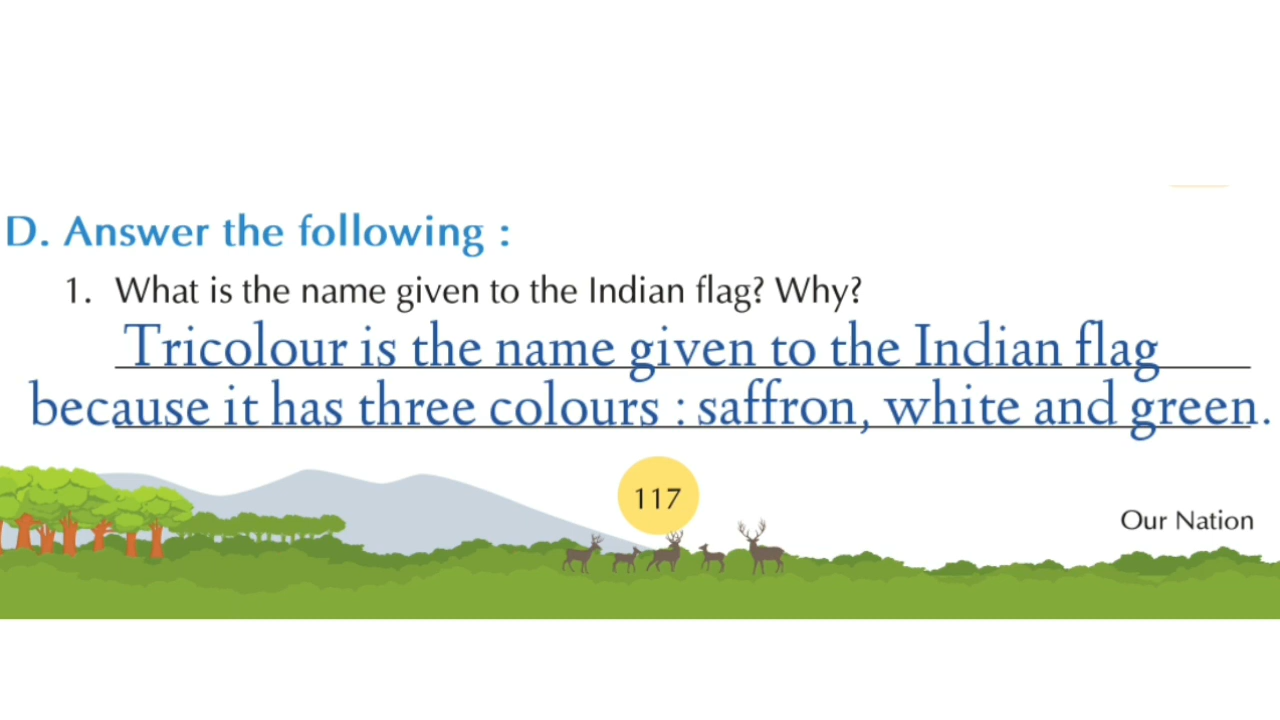 D. Answer the following :
1. What is the name given to the Indian flag? Why?
Tricolour is the name given to the Indian flag
because it has three colours : saffron, white and green.
117
Our Nation